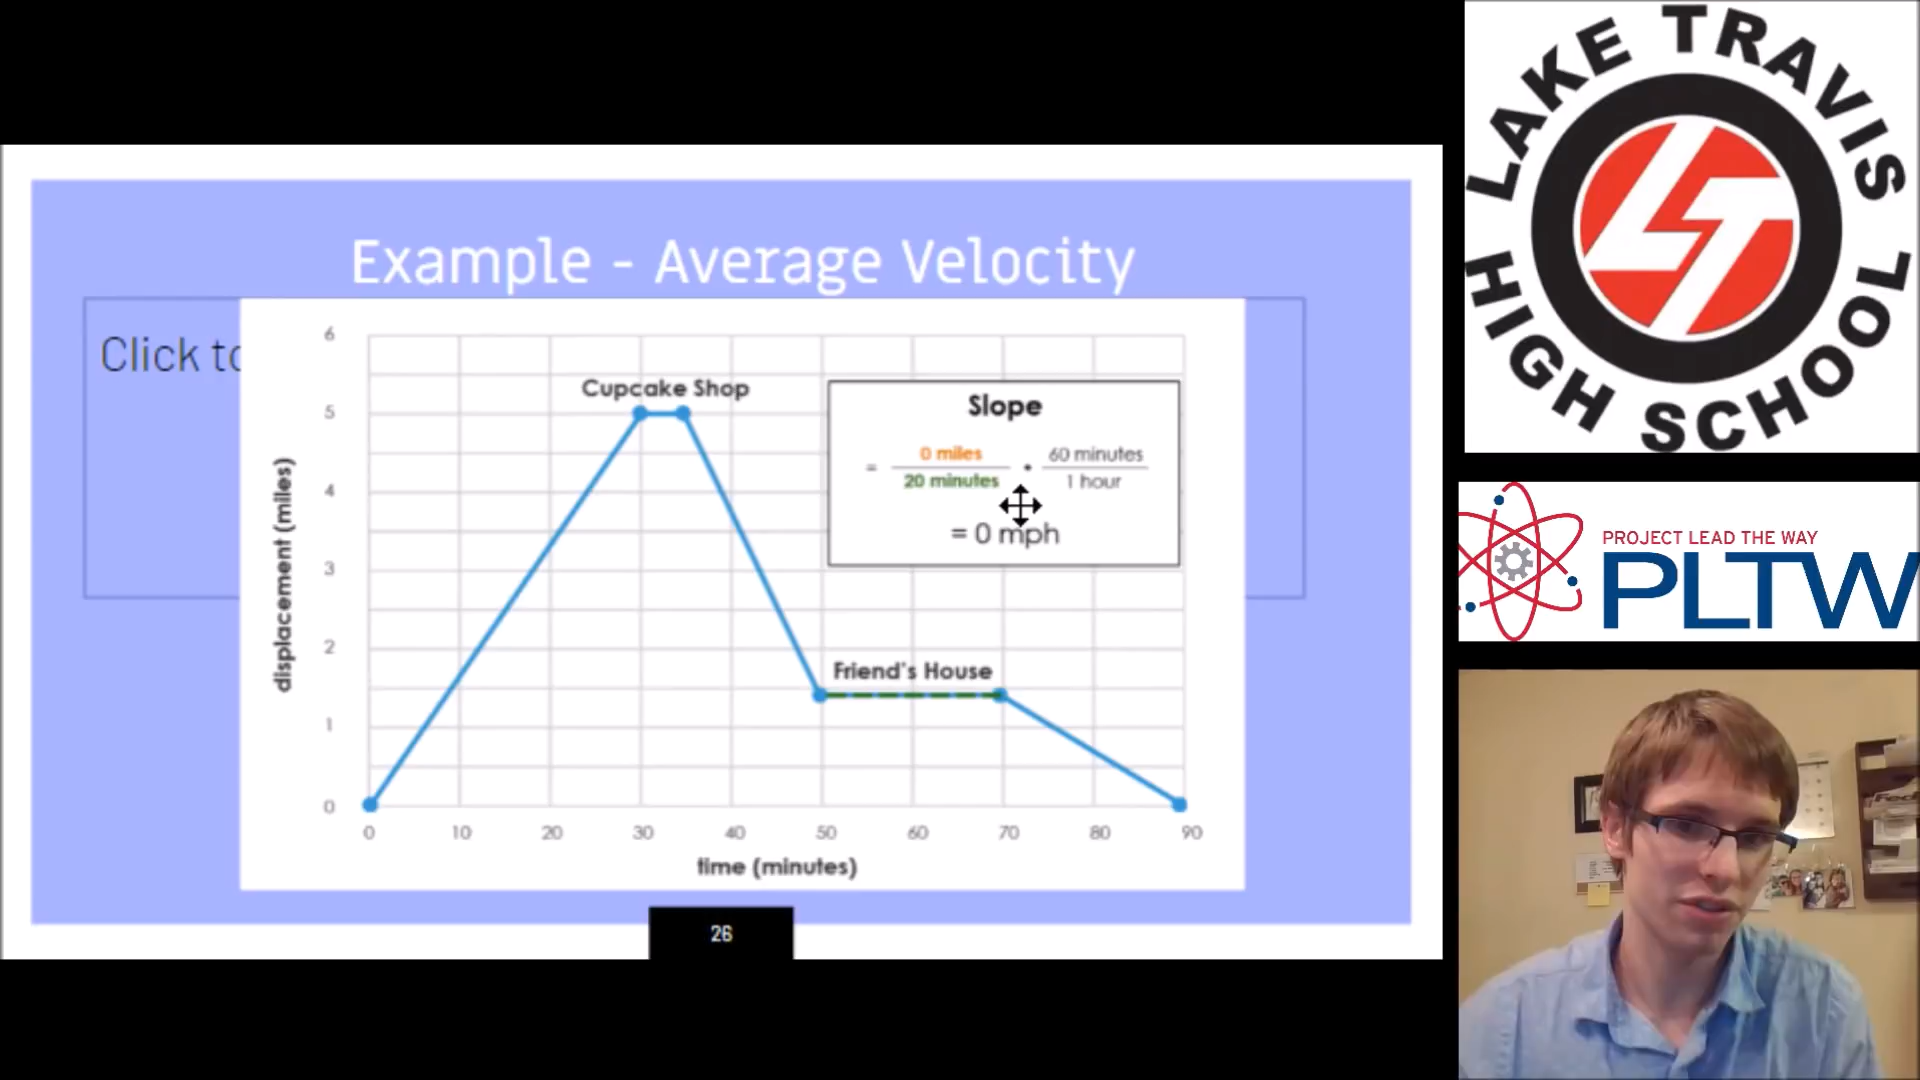 Example - Average Velocity
Click to
6
5
4
3
2
1
0
displacement (miles)
Cupcake Shop
Slope
= 0 miles / 20 minutes • 60 minutes / 1 hour
= 0 mph
Friend's House
0 10 20 30 40 50 60 70 80 90
time (minutes)
26
LAKE TRAVIS
LT
HIGH SCHOOL
PROJECT LEAD THE WAY
PLTW